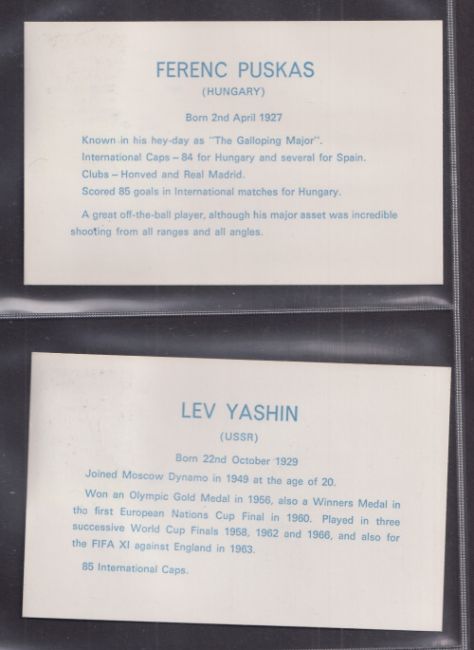 FERENC PUSKAS
(HUNGARY)
Born 2nd April 1927
Known in his hey-day as "The Galloping Major".
International Caps – 84 for Hungary and several for Spain.
Clubs – Honved and Real Madrid.
Scored 85 goals in International matches for Hungary.
A great off-the-ball player, although his major asset was incredible
shooting from all ranges and all angles.
LEV YASHIN
(USSR)
Born 22nd October 1929
Joined Moscow Dynamo in 1949 at the age of 20.
Won an Olympic Gold Medal in 1956, also a Winners Medal in
tho first European Nations Cup Final in 1960. Played in three
successive World Cup Finals 1958, 1962 and 1966, and also for
the FIFA XI against England in 1963.
85 International Caps.